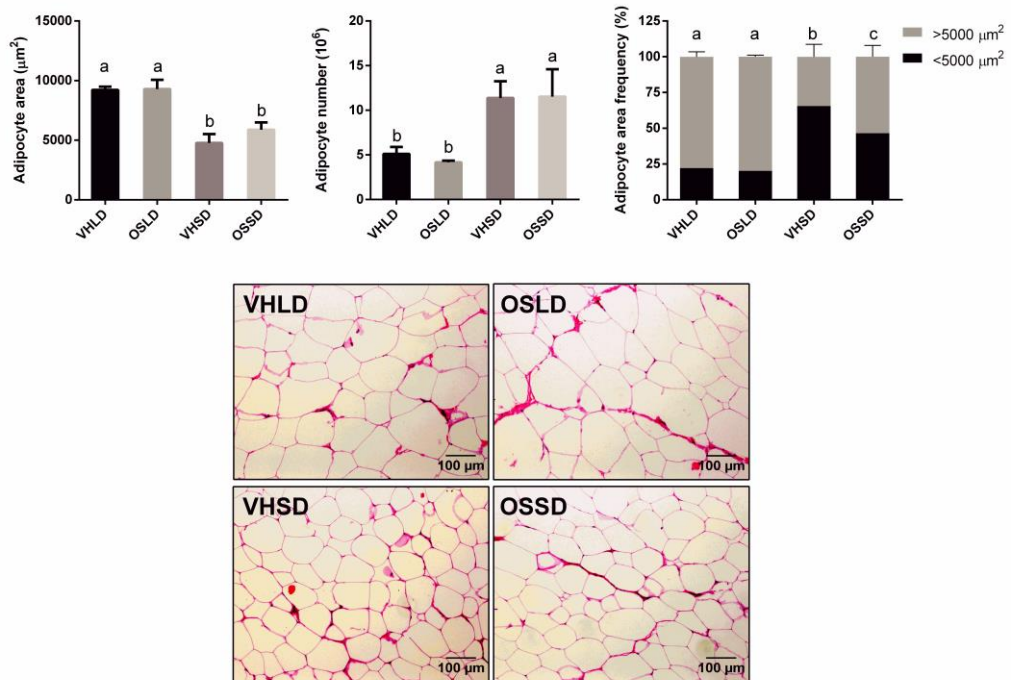 Adipocyte area (μm²)
15000
10000
5000
0
a
a
b
b
VHLD
OSLD
VHSD
OSSD
Adipocyte number (10⁶)
20
15
10
5
0
b
b
a
a
VHLD
OSLD
VHSD
OSSD
Adipocyte area frequency (%)
125
100
75
50
25
0
a
a
b
c
VHLD
OSLD
VHSD
OSSD
>5000 μm²
<5000 μm²
VHLD
100 μm
OSLD
100 μm
VHSD
100 μm
OSSD
100 μm